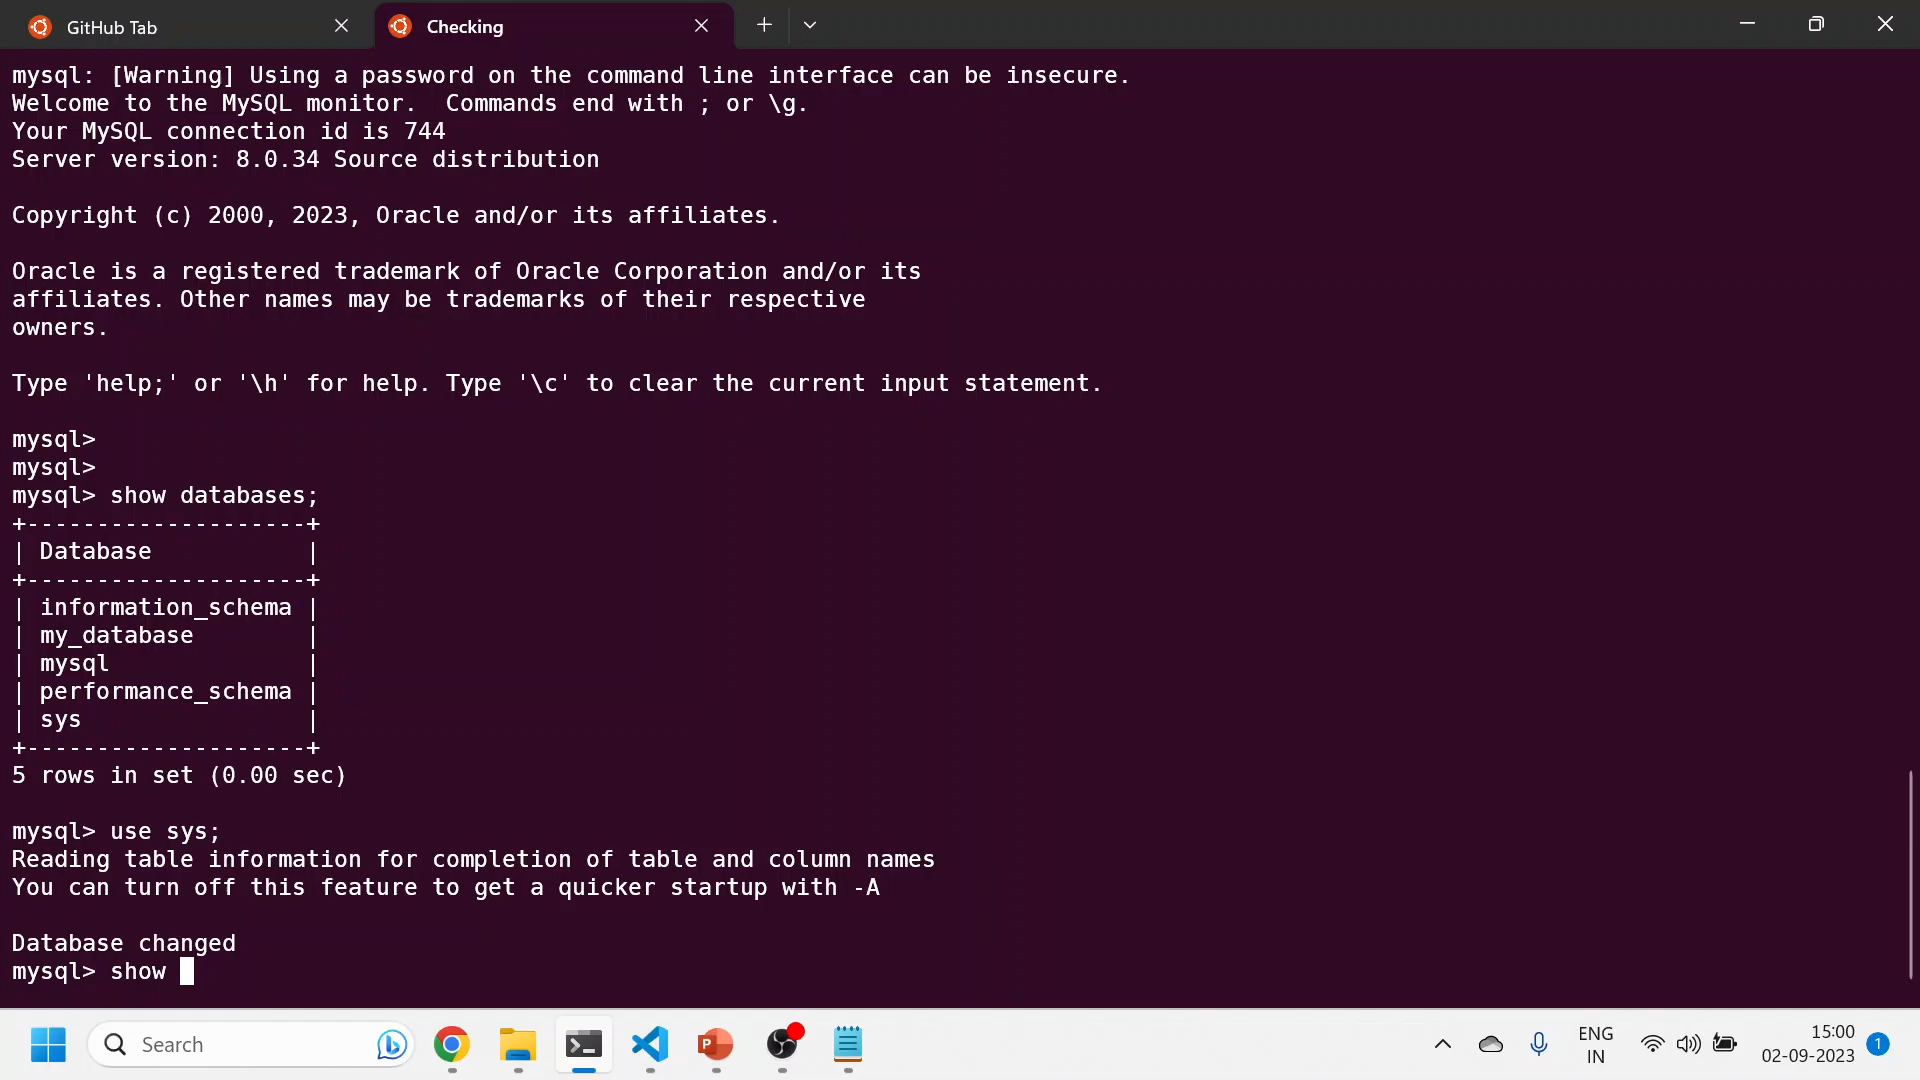 GitHub Tab
Checking
mysql: [Warning] Using a password on the command line interface can be insecure.
Welcome to the MySQL monitor.  Commands end with ; or \g.
Your MySQL connection id is 744
Server version: 8.0.34 Source distribution
Copyright (c) 2000, 2023, Oracle and/or its affiliates.
Oracle is a registered trademark of Oracle Corporation and/or its
affiliates. Other names may be trademarks of their respective
owners.
Type 'help;' or '\h' for help. Type '\c' to clear the current input statement.
mysql>
mysql>
mysql> show databases;
+--------------------+
| Database           |
+--------------------+
| information_schema |
| my_database        |
| mysql              |
| performance_schema |
| sys                |
+--------------------+
5 rows in set (0.00 sec)
mysql> use sys;
Reading table information for completion of table and column names
You can turn off this feature to get a quicker startup with -A
Database changed
mysql> show
Search
P
ENG
IN
15:00
02-09-2023
1